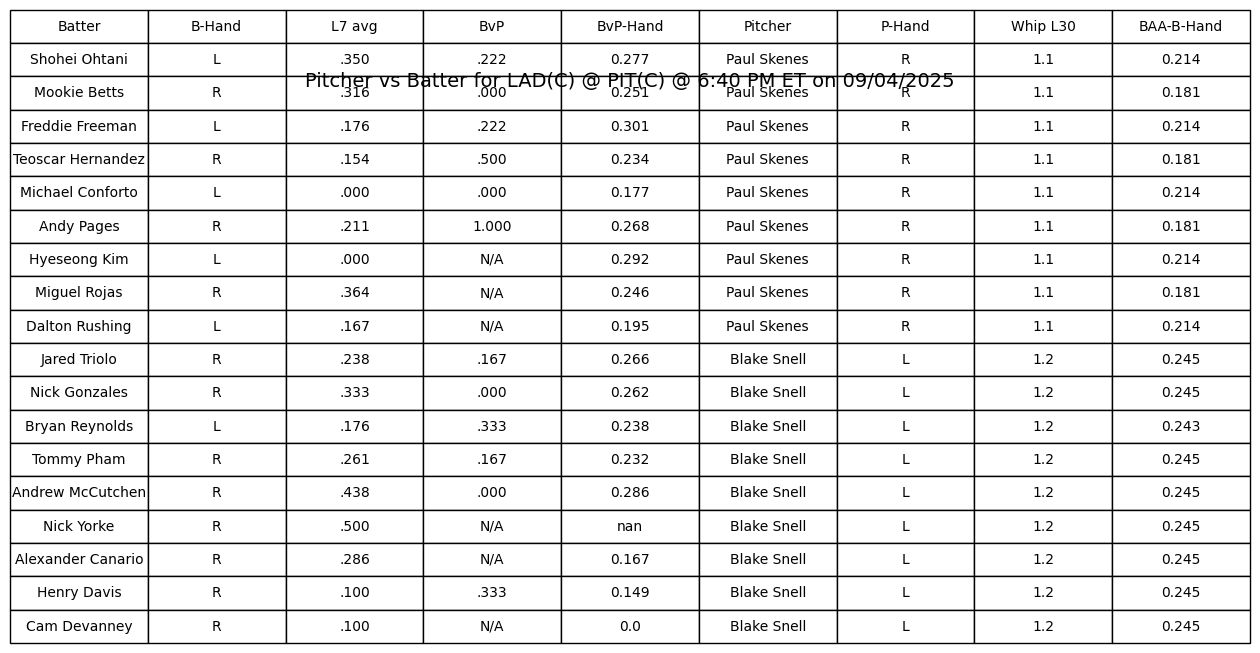 Batter B-Hand L7 avg BvP BvP-Hand Pitcher P-Hand Whip L30 BAA-B-Hand
Shohei Ohtani L .350 .222 0.277 Paul Skenes R 1.1 0.214
Pitcher vs Batter for LAD(C) @ PIT(C) @ 6:40 PM ET on 09/04/2025
Mookie Betts R .316 .000 0.251 Paul Skenes R 1.1 0.181
Freddie Freeman L .176 .222 0.301 Paul Skenes R 1.1 0.214
Teoscar Hernandez R .154 .500 0.234 Paul Skenes R 1.1 0.181
Michael Conforto L .000 .000 0.177 Paul Skenes R 1.1 0.214
Andy Pages R .211 1.000 0.268 Paul Skenes R 1.1 0.181
Hyeseong Kim L .000 N/A 0.292 Paul Skenes R 1.1 0.214
Miguel Rojas R .364 N/A 0.246 Paul Skenes R 1.1 0.181
Dalton Rushing L .167 N/A 0.195 Paul Skenes R 1.1 0.214
Jared Triolo R .238 .167 0.266 Blake Snell L 1.2 0.245
Nick Gonzales R .333 .000 0.262 Blake Snell L 1.2 0.245
Bryan Reynolds L .176 .333 0.238 Blake Snell L 1.2 0.243
Tommy Pham R .261 .167 0.232 Blake Snell L 1.2 0.245
Andrew McCutchen R .438 .000 0.286 Blake Snell L 1.2 0.245
Nick Yorke R .500 N/A nan Blake Snell L 1.2 0.245
Alexander Canario R .286 N/A 0.167 Blake Snell L 1.2 0.245
Henry Davis R .100 .333 0.149 Blake Snell L 1.2 0.245
Cam Devanney R .100 N/A 0.0 Blake Snell L 1.2 0.245